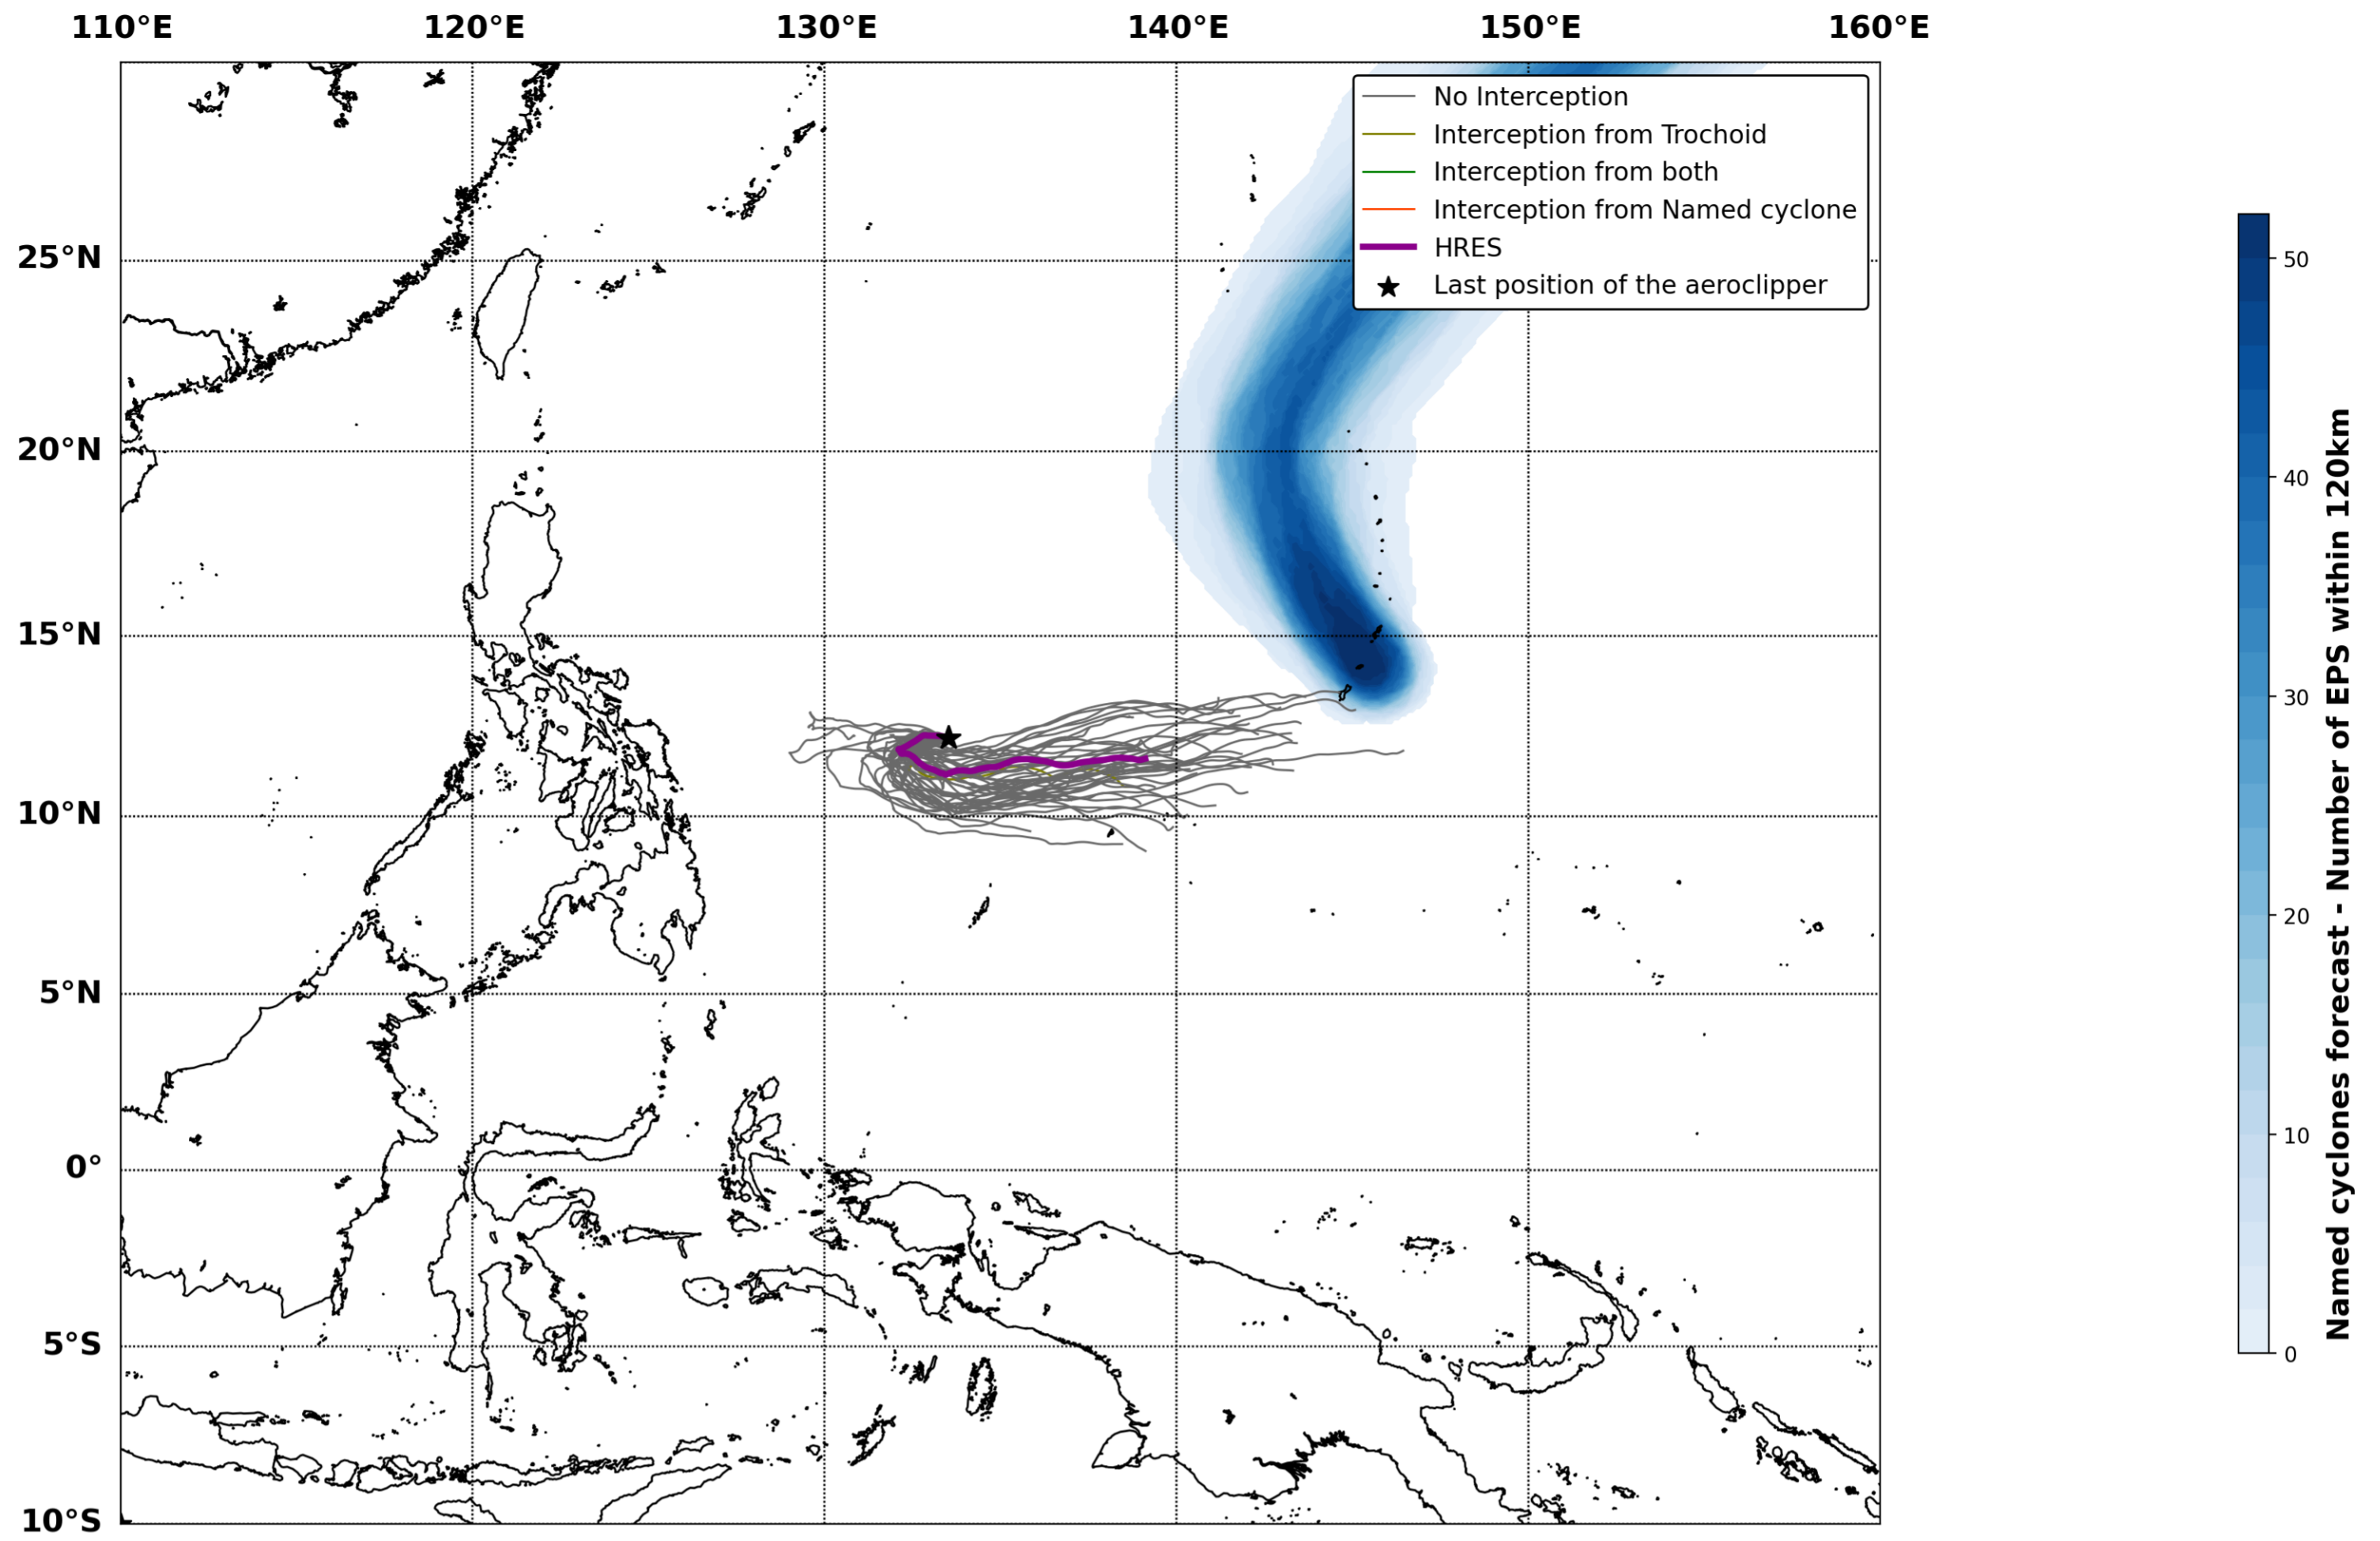 110°E 120°E 130°E 140°E 150°E 160°E
No Interception
Interception from Trochoid
Interception from both
Interception from Named cyclone
HRES
Last position of the aeroclipper
25°N
20°N
15°N
10°N
5°N
0°
5°S
10°S
50
40
30
20
10
0
Named cyclones forecast - Number of EPS within 120km